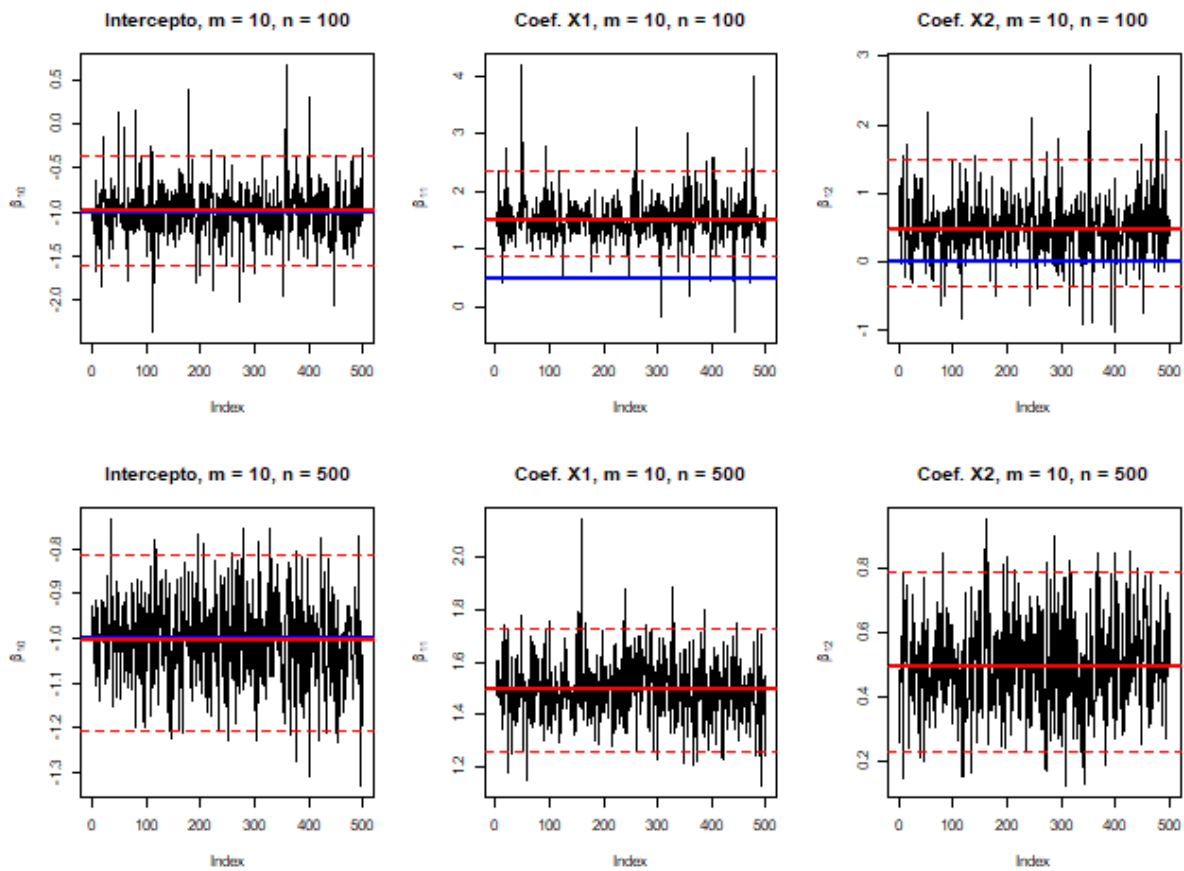 Intercepto, m = 10, n = 100
Coef. X1, m = 10, n = 100
Coef. X2, m = 10, n = 100
β10
0.5
0.0
-0.5
-1.0
-1.5
-2.0
0 100 200 300 400 500
Index
β11
4
3
2
1
0
0 100 200 300 400 500
Index
β12
3
2
1
0
-1
0 100 200 300 400 500
Index
Intercepto, m = 10, n = 500
Coef. X1, m = 10, n = 500
Coef. X2, m = 10, n = 500
β10
-0.8
-0.9
-1.0
-1.1
-1.2
-1.3
0 100 200 300 400 500
Index
β11
2.0
1.8
1.6
1.4
1.2
0 100 200 300 400 500
Index
β12
0.8
0.6
0.4
0.2
0 100 200 300 400 500
Index